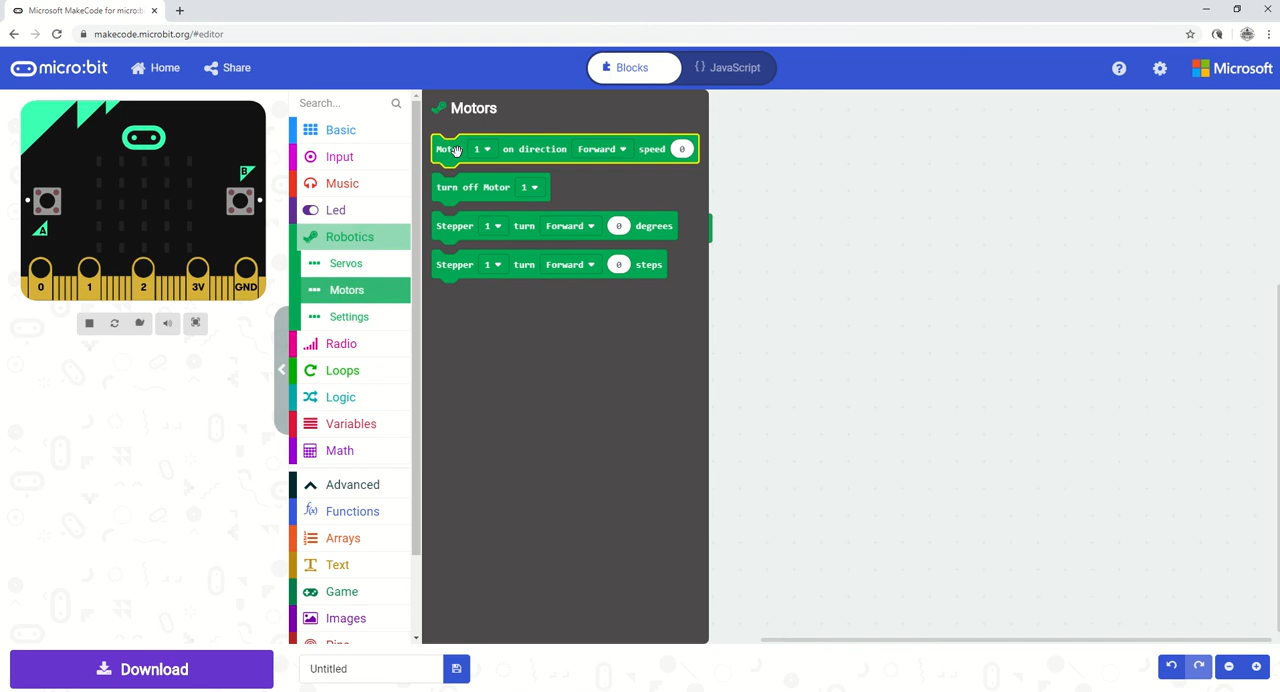 Microsoft MakeCode for micro:b
makecode.microbit.org/#editor
micro:bit
Home
Share
Blocks
{} JavaScript
Microsoft
Search...
Basic
Input
Music
Led
Robotics
Servos
Motors
Settings
Radio
Loops
Logic
Variables
Math
Advanced
Functions
Arrays
Text
Game
Images
Motors
1 on direction Forward speed 0
turn off Motor 1
Stepper 1 turn Forward 0 degrees
Stepper 1 turn Forward 0 steps
B
A
0 1 2 3V GND
Download
Untitled